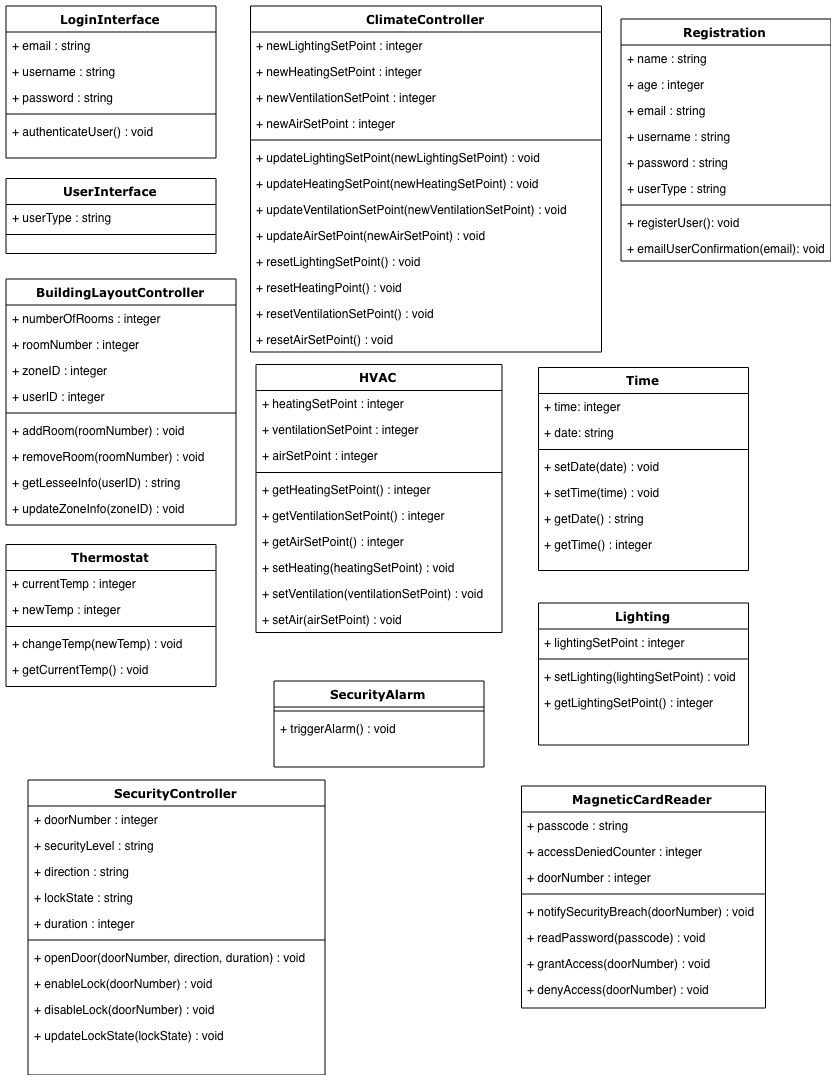 LoginInterface
+ email : string
+ username : string
+ password : string
+ authenticateUser() : void
UserInterface
+ userType : string
BuildingLayoutController
+ numberOfRooms : integer
+ roomNumber : integer
+ zoneID : integer
+ userID : integer
+ addRoom(roomNumber) : void
+ removeRoom(roomNumber) : void
+ getLesseeInfo(userID) : string
+ updateZoneInfo(zoneID) : void
Thermostat
+ currentTemp : integer
+ newTemp : integer
+ changeTemp(newTemp) : void
+ getCurrentTemp() : void
ClimateController
+ newLightingSetPoint : integer
+ newHeatingSetPoint : integer
+ newVentilationSetPoint : integer
+ newAirSetPoint : integer
+ updateLightingSetPoint(newLightingSetPoint) : void
+ updateHeatingSetPoint(newHeatingSetPoint) : void
+ updateVentilationSetPoint(newVentilationSetPoint) : void
+ updateAirSetPoint(newAirSetPoint) : void
+ resetLightingSetPoint() : void
+ resetHeatingPoint() : void
+ resetVentilationSetPoint() : void
+ resetAirSetPoint() : void
Registration
+ name : string
+ age : integer
+ email : string
+ username : string
+ password : string
+ userType : string
+ registerUser(): void
+ emailUserConfirmation(email): void
HVAC
+ heatingSetPoint : integer
+ ventilationSetPoint : integer
+ airSetPoint : integer
+ getHeatingSetPoint() : integer
+ getVentilationSetPoint() : integer
+ getAirSetPoint() : integer
+ setHeating(heatingSetPoint) : void
+ setVentilation(ventilationSetPoint) : void
+ setAir(airSetPoint) : void
Time
+ time: integer
+ date: string
+ setDate(date) : void
+ setTime(time) : void
+ getDate() : string
+ getTime() : integer
Lighting
+ lightingSetPoint : integer
+ setLighting(lightingSetPoint) : void
+ getLightingSetPoint() : integer
SecurityAlarm
+ triggerAlarm() : void
SecurityController
+ doorNumber : integer
+ securityLevel : string
+ direction : string
+ lockState : string
+ duration : integer
+ openDoor(doorNumber, direction, duration) : void
+ enableLock(doorNumber) : void
+ disableLock(doorNumber) : void
+ updateLockState(lockState) : void
MagneticCardReader
+ passcode : string
+ accessDeniedCounter : integer
+ doorNumber : integer
+ notifySecurityBreach(doorNumber) : void
+ readPassword(passcode) : void
+ grantAccess(doorNumber) : void
+ denyAccess(doorNumber) : void